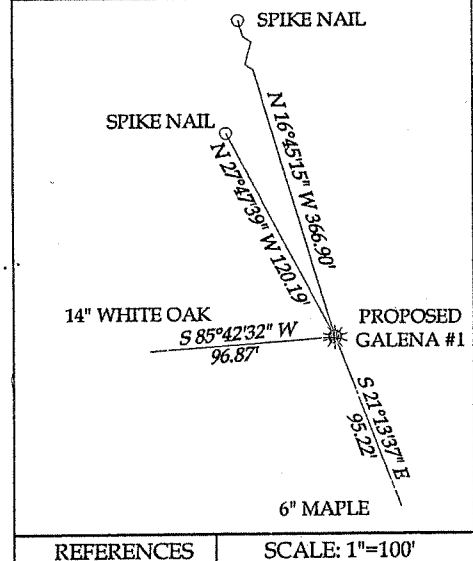 SPIKE NAIL
SPIKE NAIL
N 16°45'15" W 366.90'
N 27°47'39" W 120.19'
14" WHITE OAK
S 85°42'32" W
96.87'
PROPOSED
GALENA #1
S 21°13'37" E
95.22'
6" MAPLE
REFERENCES
SCALE: 1"=100'